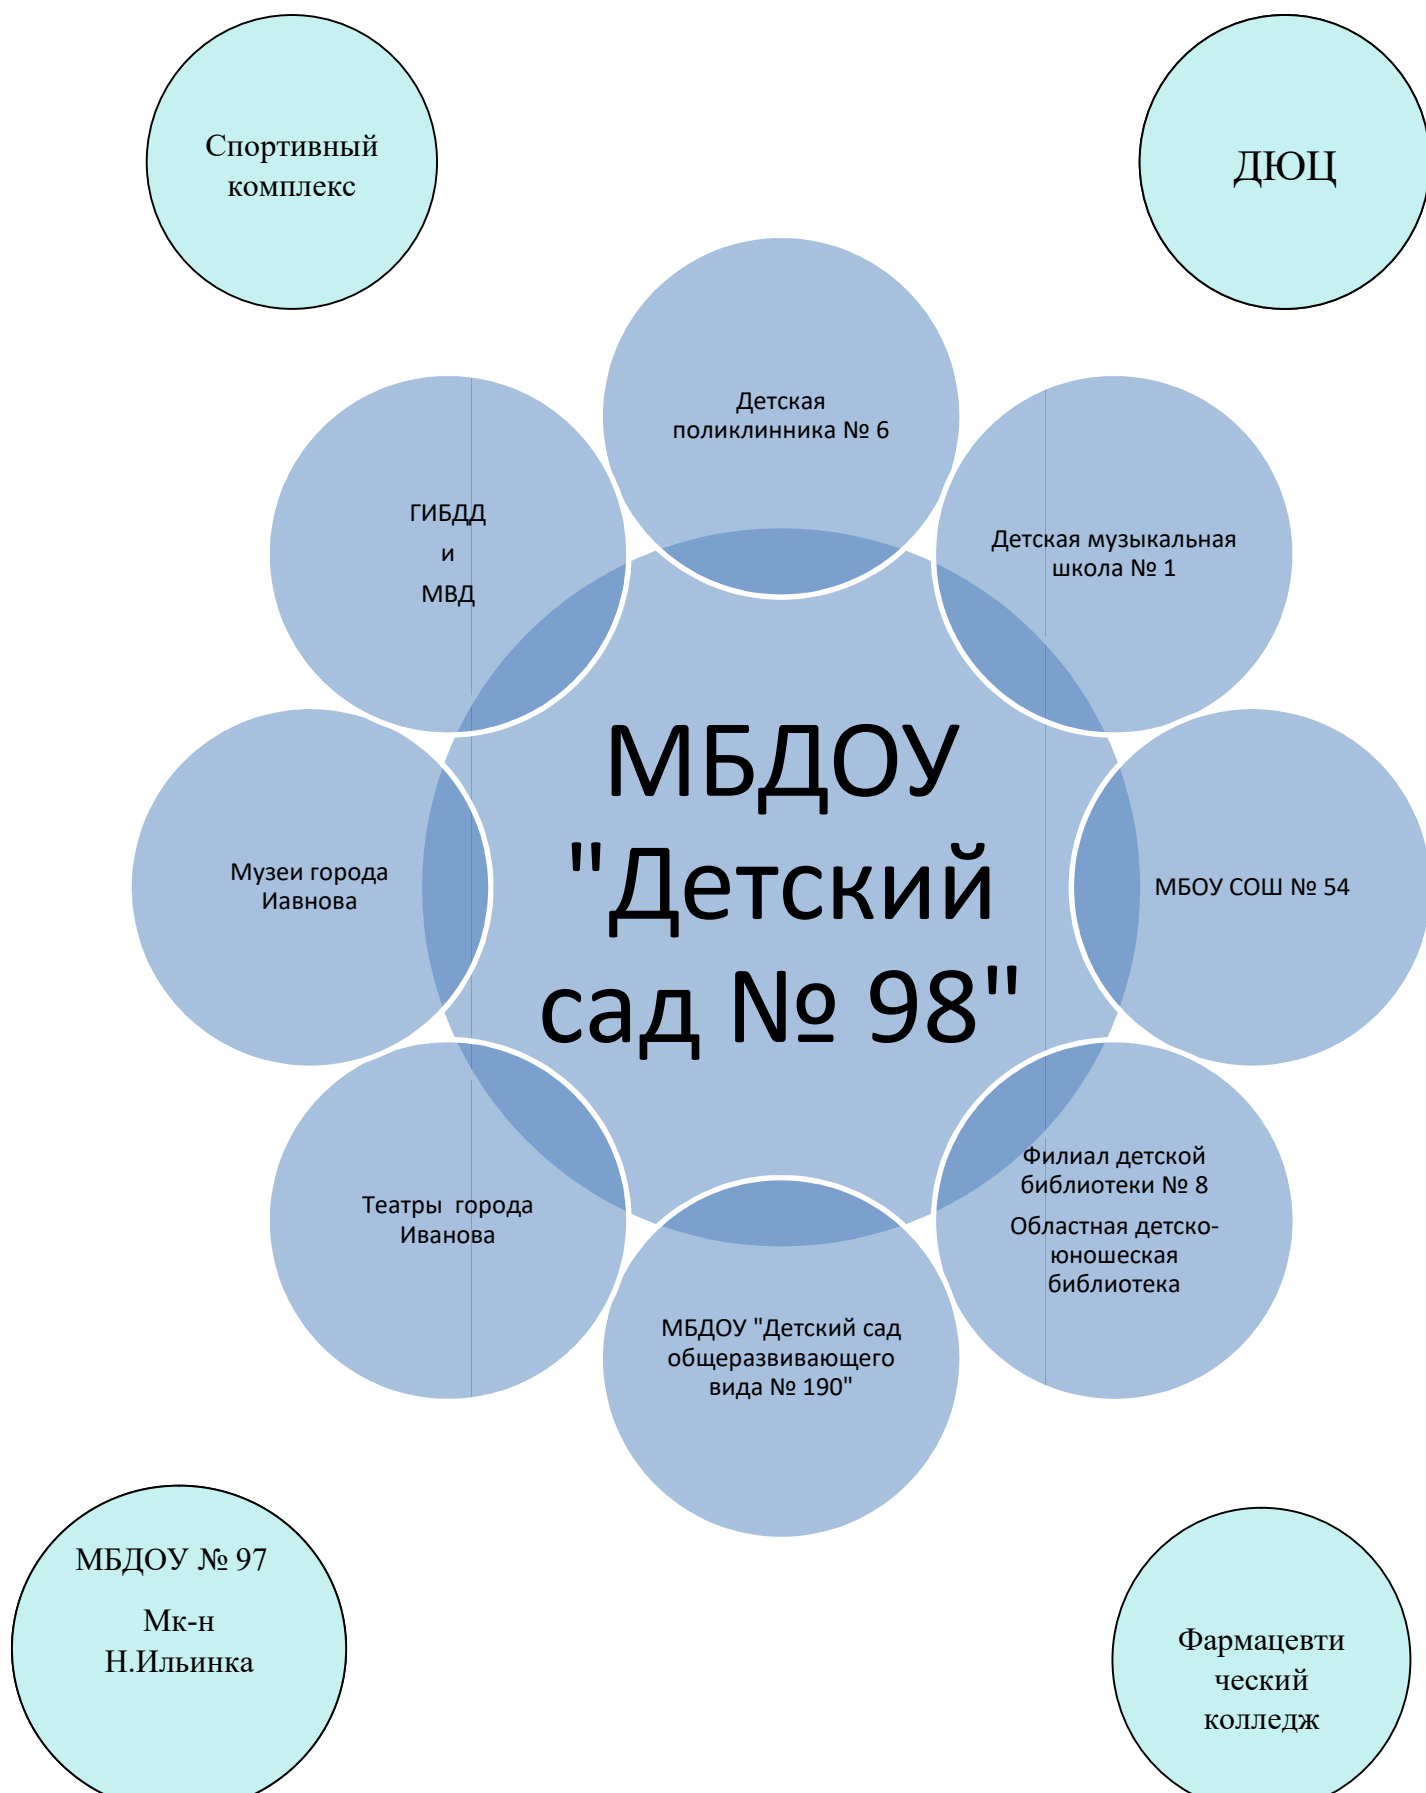 Спортивный
комплекс
ДЮЦ
Детская
поликлинника № 6
ГИБДД
и
МВД
Детская музыкальная
школа № 1
МБДОУ
"Детский
сад № 98"
Музеи города
Иавнова
МБОУ СОШ № 54
Театры города
Иванова
Филиал детской
библиотеки № 8
Областная детско-
юношеская
библиотека
МБДОУ "Детский сад
общеразвивающего
вида № 190"
МБДОУ № 97
Мк-н
Н.Ильинка
Фармацевти
ческий
колледж